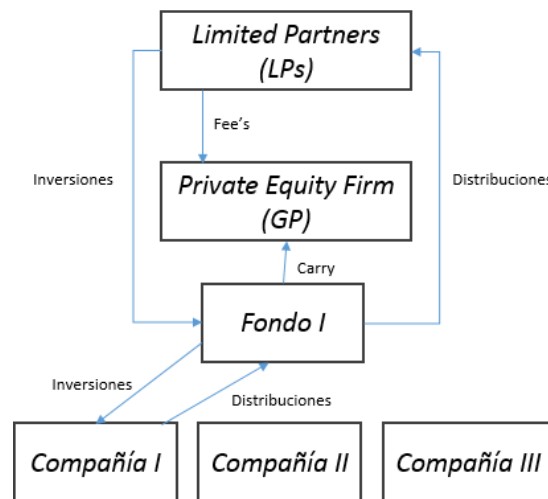 Limited Partners
(LPs)
Fee's
Inversiones
Private Equity Firm
(GP)
Distribuciones
Carry
Fondo I
Inversiones
Distribuciones
Compañía I
Compañía II
Compañía III